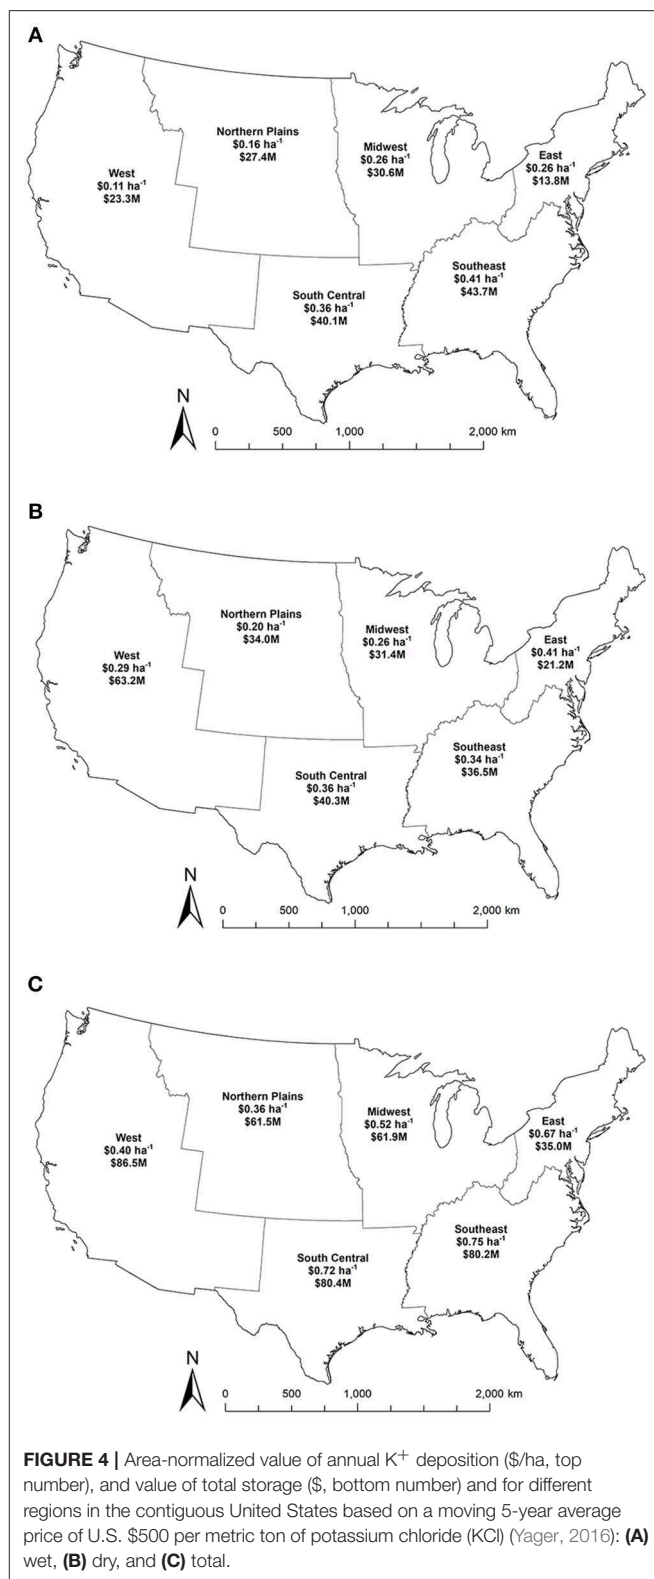 A
Northern Plains
$0.16 ha-1
$27.4M
Midwest
$0.26 ha-1
$30.6M
East
$0.26 ha-1
$13.8M
West
$0.11 ha-1
$23.3M
Southeast
$0.41 ha-1
$43.7M
South Central
$0.36 ha-1
$40.1M
N
0 500 1,000 2,000 km
B
Northern Plains
$0.20 ha-1
$34.0M
Midwest
$0.26 ha-1
$31.4M
East
$0.41 ha-1
$21.2M
West
$0.29 ha-1
$63.2M
Southeast
$0.34 ha-1
$36.5M
South Central
$0.36 ha-1
$40.3M
N
0 500 1,000 2,000 km
C
Northern Plains
$0.36 ha-1
$61.5M
Midwest
$0.52 ha-1
$61.9M
East
$0.67 ha-1
$35.0M
West
$0.40 ha-1
$86.5M
Southeast
$0.75 ha-1
$80.2M
South Central
$0.72 ha-1
$80.4M
N
0 500 1,000 2,000 km
FIGURE 4 | Area-normalized value of annual K+ deposition ($/ha, top
number), and value of total storage ($, bottom number) and for different
regions in the contiguous United States based on a moving 5-year average
price of U.S. $500 per metric ton of potassium chloride (KCl) (Yager, 2016): (A)
wet, (B) dry, and (C) total.